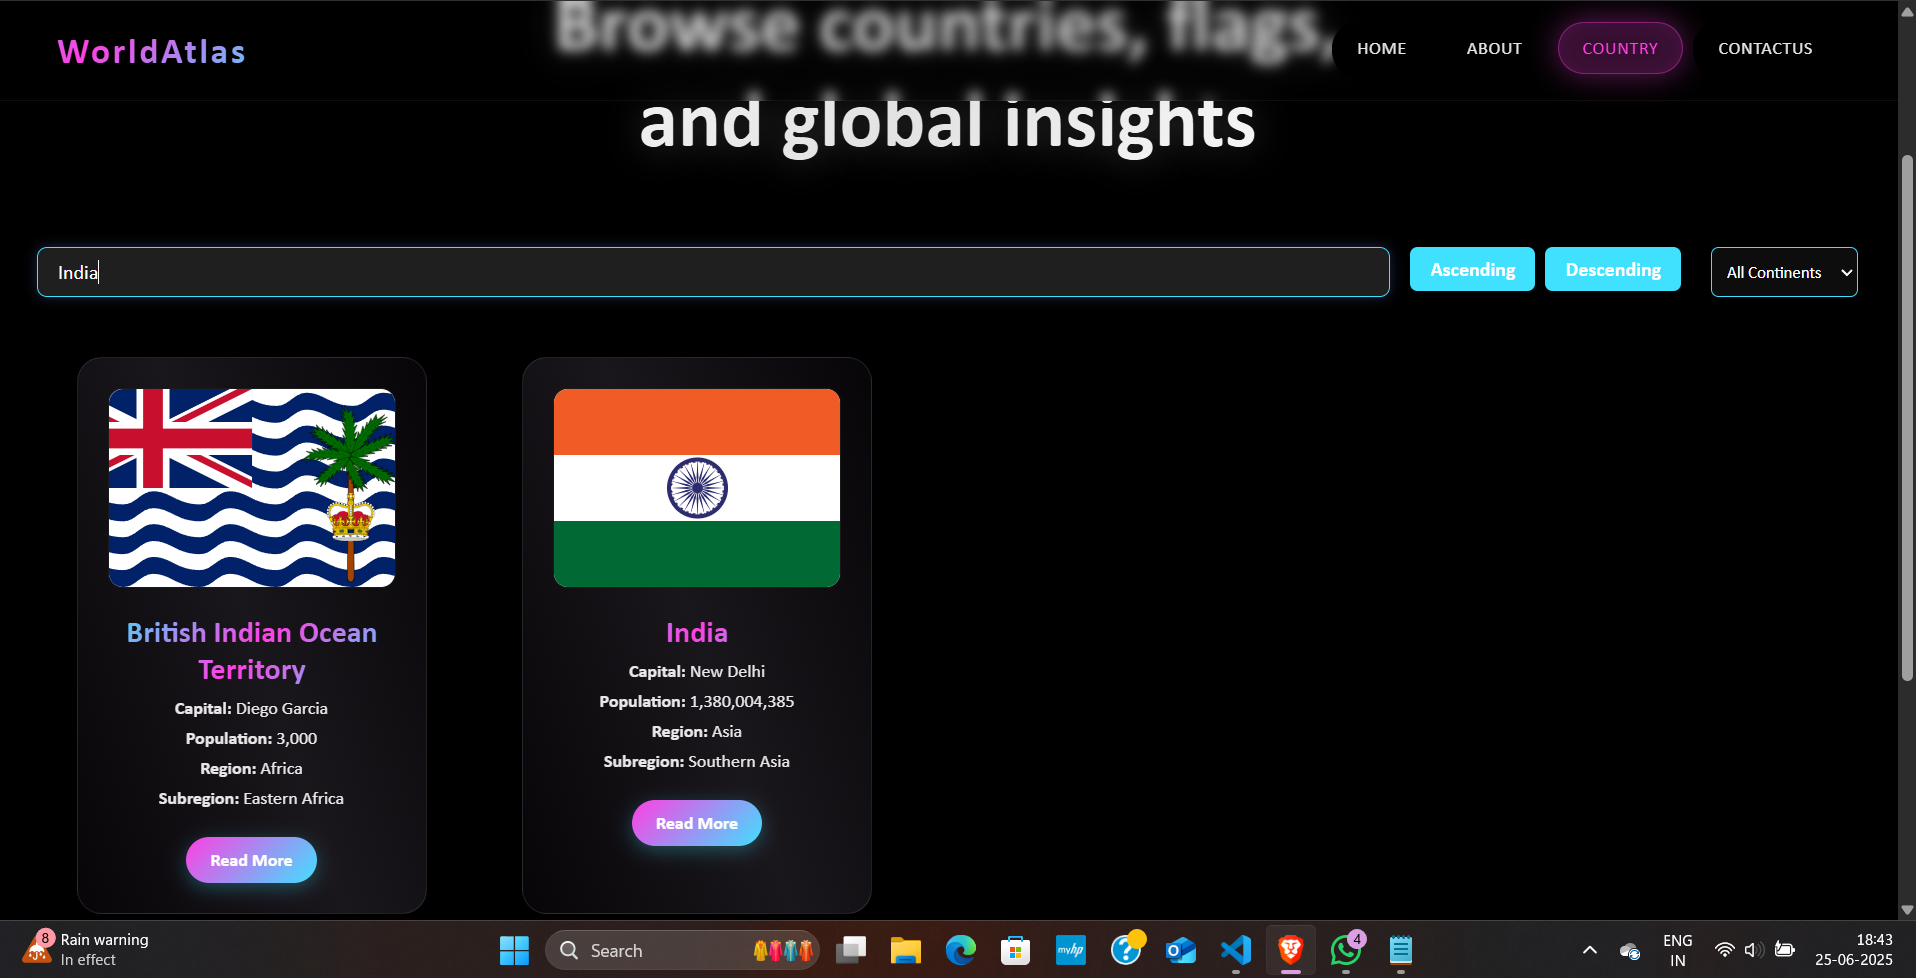 WorldAtlas
Browse countries, flags,
HOME
ABOUT
COUNTRY
CONTACTUS
and global insights
India
Ascending
Descending
All Continents
British Indian Ocean
Territory
Capital: Diego Garcia
Population: 3,000
Region: Africa
Subregion: Eastern Africa
Read More
India
Capital: New Delhi
Population: 1,380,004,385
Region: Asia
Subregion: Southern Asia
Read More
8
Rain warning
In effect
Search
myhp
4
ENG
IN
18:43
25-06-2025